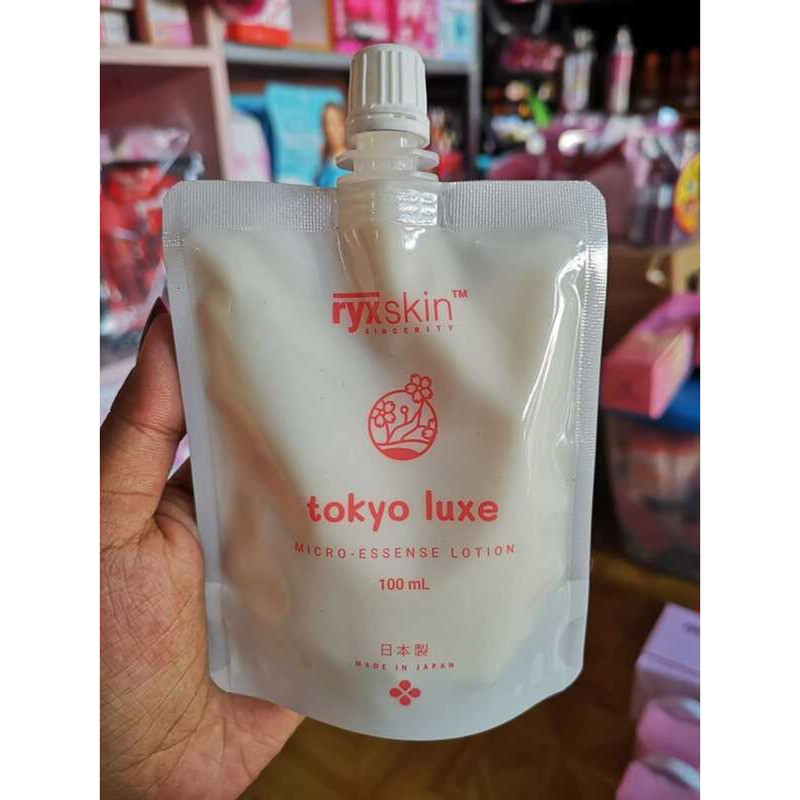 ryxskin™
SINCERITY
tokyo luxe
MICRO-ESSENSE LOTION
100 mL
日本製
MADE IN JAPAN